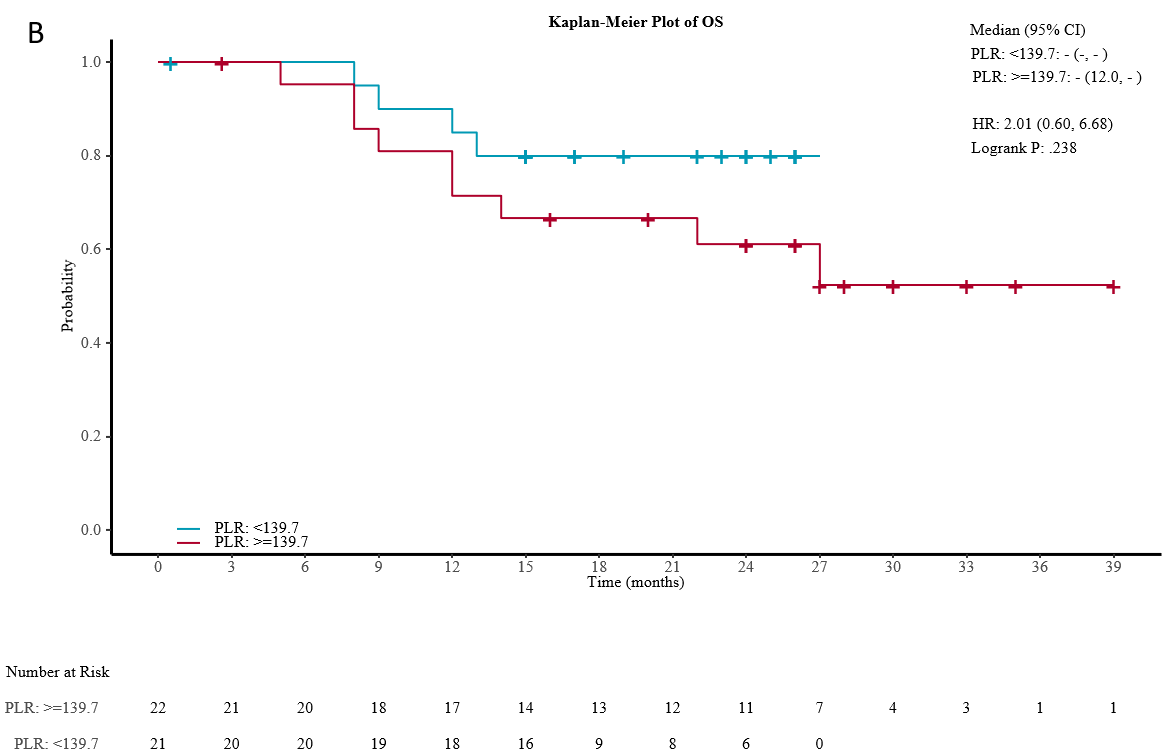 B
Kaplan-Meier Plot of OS
Median (95% CI)
PLR: <139.7: - (-, - )
PLR: >=139.7: - (12.0, - )
HR: 2.01 (0.60, 6.68)
Logrank P: .238
1.0
0.8
0.6
0.4
0.2
0.0
Probability
PLR: <139.7
PLR: >=139.7
0 3 6 9 12 15 18 21 24 27 30 33 36 39
Time (months)
Number at Risk
PLR: >=139.7 22 21 20 18 17 14 13 12 11 7 4 3 1 1
PLR: <139.7 21 20 20 19 18 16 9 8 6 0